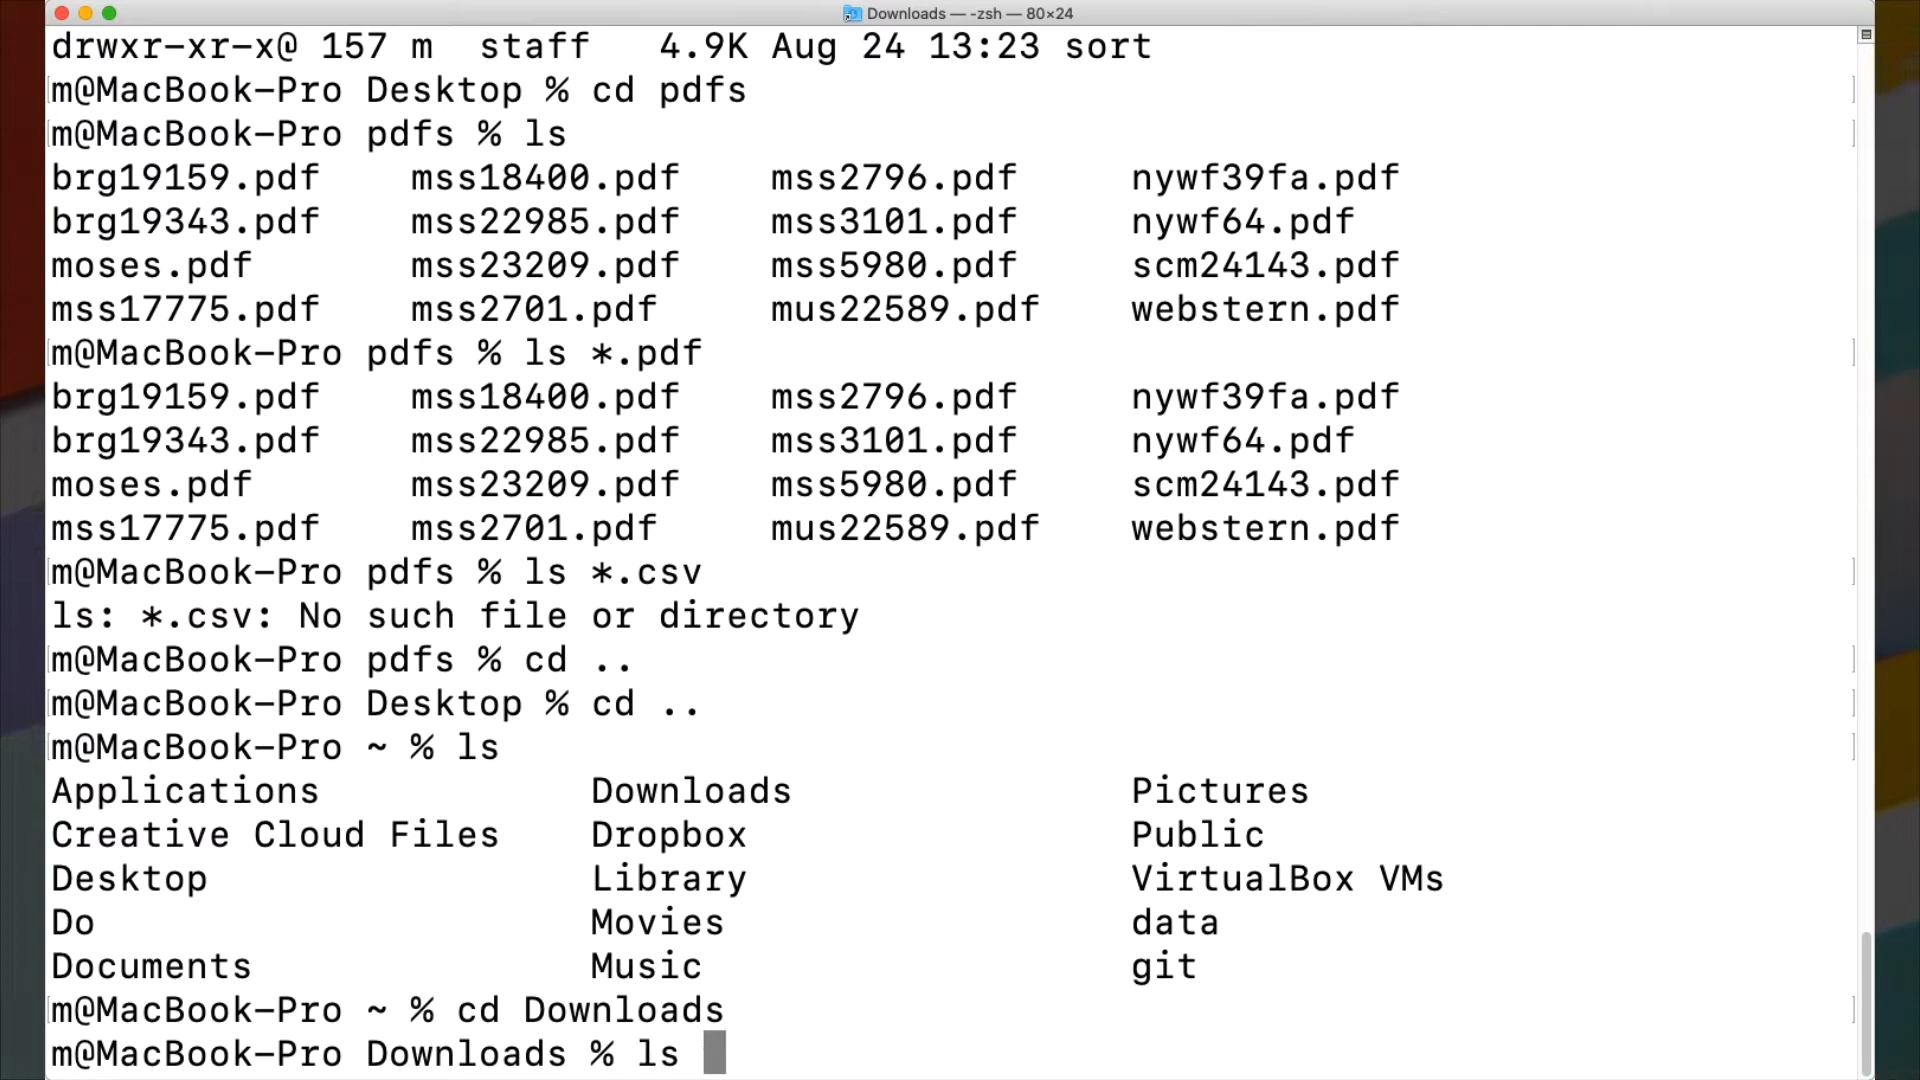 Downloads — -zsh — 80×24
drwxr-xr-x@ 157 m  staff   4.9K Aug 24 13:23 sort
m@MacBook-Pro Desktop % cd pdfs
m@MacBook-Pro pdfs % ls
brg19159.pdf    mss18400.pdf    mss2796.pdf     nywf39fa.pdf
brg19343.pdf    mss22985.pdf    mss3101.pdf     nywf64.pdf
moses.pdf       mss23209.pdf    mss5980.pdf     scm24143.pdf
mss17775.pdf    mss2701.pdf     mus22589.pdf    webstern.pdf
m@MacBook-Pro pdfs % ls *.pdf
brg19159.pdf    mss18400.pdf    mss2796.pdf     nywf39fa.pdf
brg19343.pdf    mss22985.pdf    mss3101.pdf     nywf64.pdf
moses.pdf       mss23209.pdf    mss5980.pdf     scm24143.pdf
mss17775.pdf    mss2701.pdf     mus22589.pdf    webstern.pdf
m@MacBook-Pro pdfs % ls *.csv
ls: *.csv: No such file or directory
m@MacBook-Pro pdfs % cd ..
m@MacBook-Pro Desktop % cd ..
m@MacBook-Pro ~ % ls
Applications            Downloads               Pictures
Creative Cloud Files    Dropbox                 Public
Desktop                 Library                 VirtualBox VMs
Do                      Movies                  data
Documents               Music                   git
m@MacBook-Pro ~ % cd Downloads
m@MacBook-Pro Downloads % ls